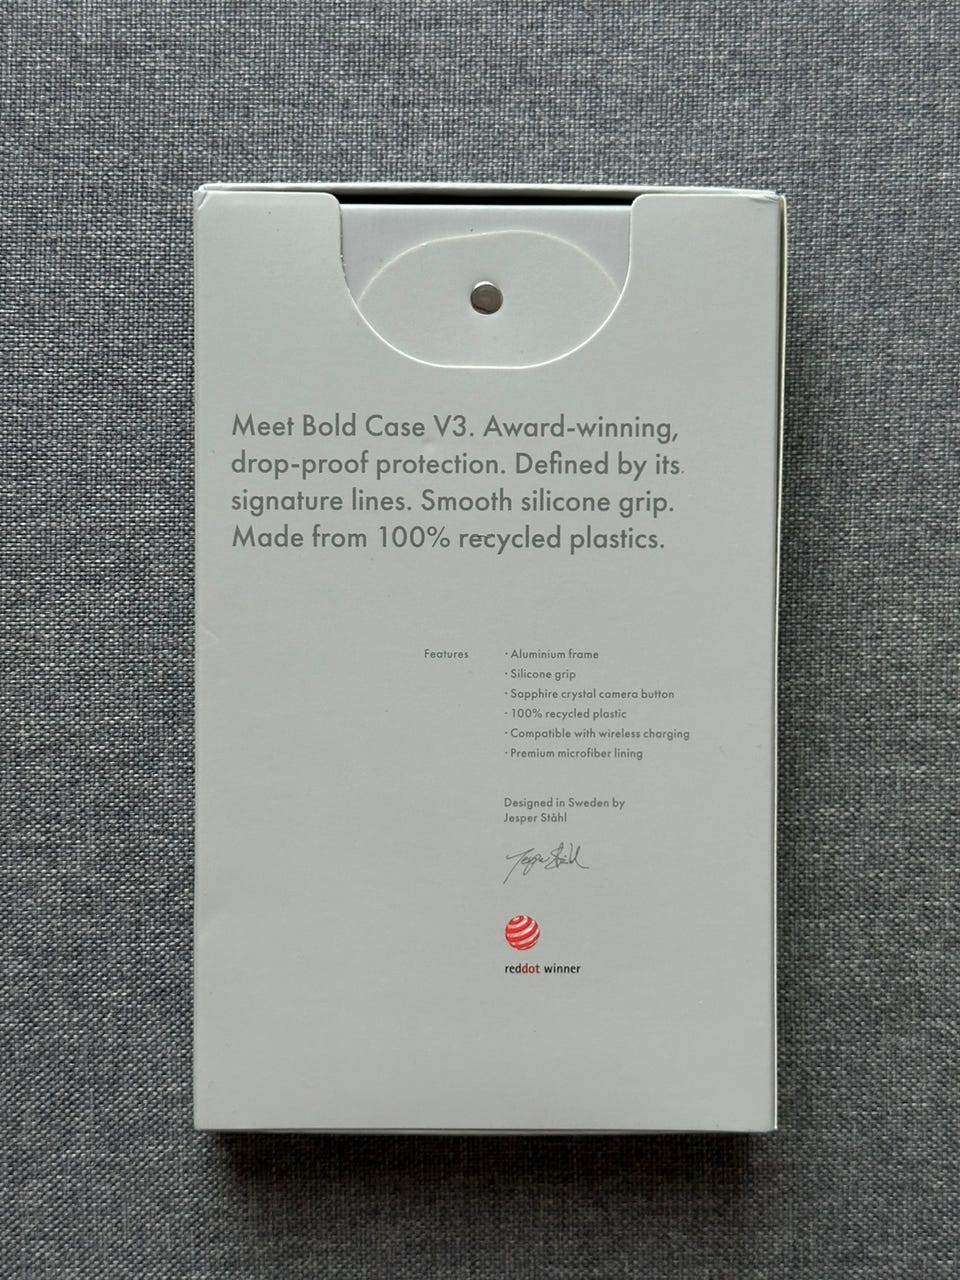 Meet Bold Case V3. Award-winning,
drop-proof protection. Defined by its
signature lines. Smooth silicone grip.
Made from 100% recycled plastics.
Features
· Aluminium frame
· Silicone grip
· Sapphire crystal camera button
· 100% recycled plastic
· Compatible with wireless charging
· Premium microfiber lining
Designed in Sweden by
Jesper Ståhl
Jesper Ståhl
reddot winner